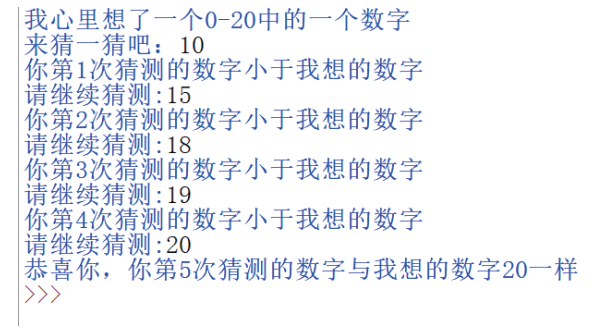 我心里想了一个0-20中的一个数字
来猜一猜吧：10
你第1次猜测的数字小于我想的数字
请继续猜测:15
你第2次猜测的数字小于我想的数字
请继续猜测:18
你第3次猜测的数字小于我想的数字
请继续猜测:19
你第4次猜测的数字小于我想的数字
请继续猜测:20
恭喜你，你第5次猜测的数字与我想的数字20一样
>>>